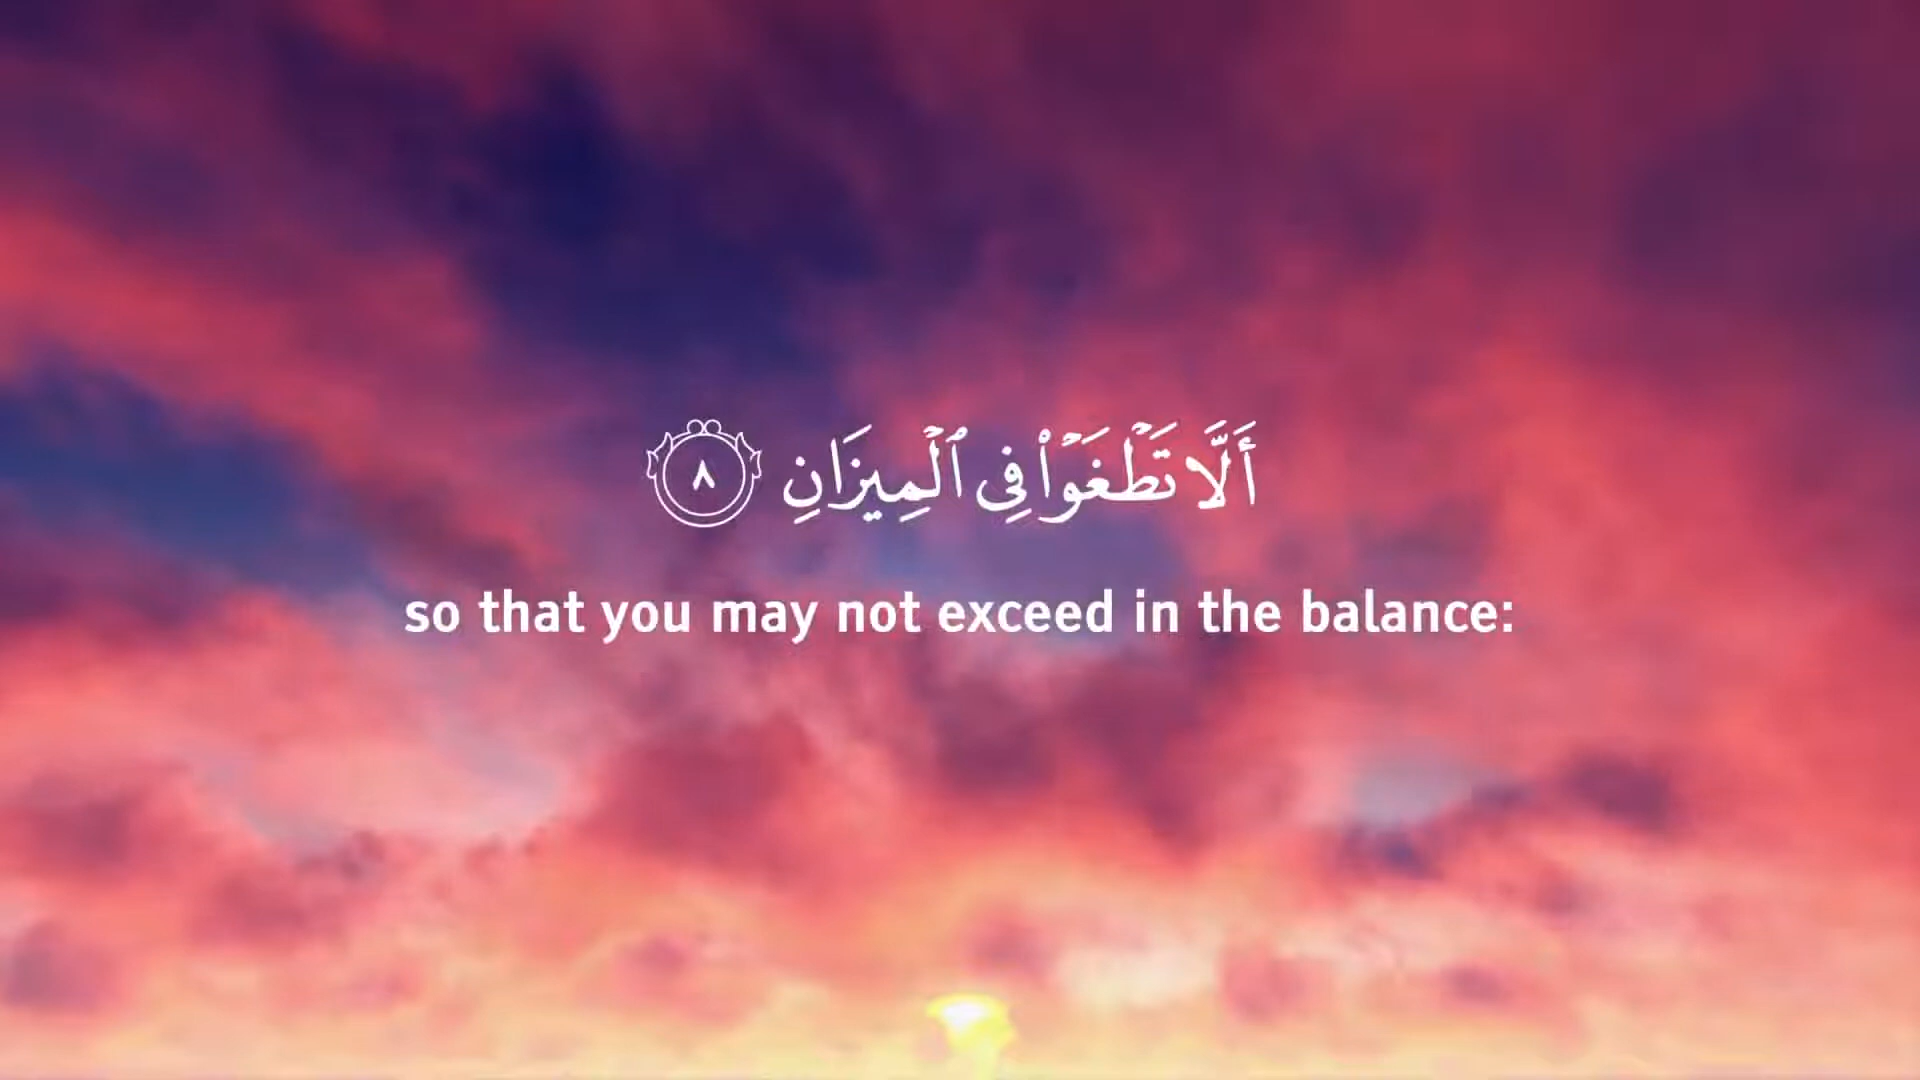 أَلَّا تَطْغَوْا۟ فِى ٱلْمِيزَانِ ٨
so that you may not exceed in the balance: